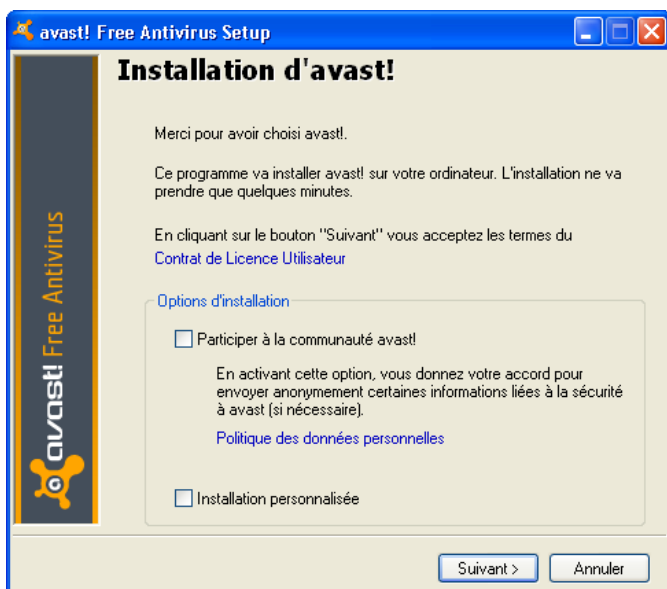 avast! Free Antivirus Setup
Installation d'avast!
Merci pour avoir choisi avast!.
Ce programme va installer avast! sur votre ordinateur. L'installation ne va
prendre que quelques minutes.
En cliquant sur le bouton "Suivant" vous acceptez les termes du
Contrat de Licence Utilisateur
Options d'installation
Participer à la communauté avast!
En activant cette option, vous donnez votre accord pour
envoyer anonymement certaines informations liées à la sécurité
à avast (si nécessaire).
Politique des données personnelles
Installation personnalisée
avast! Free Antivirus
Suivant >
Annuler